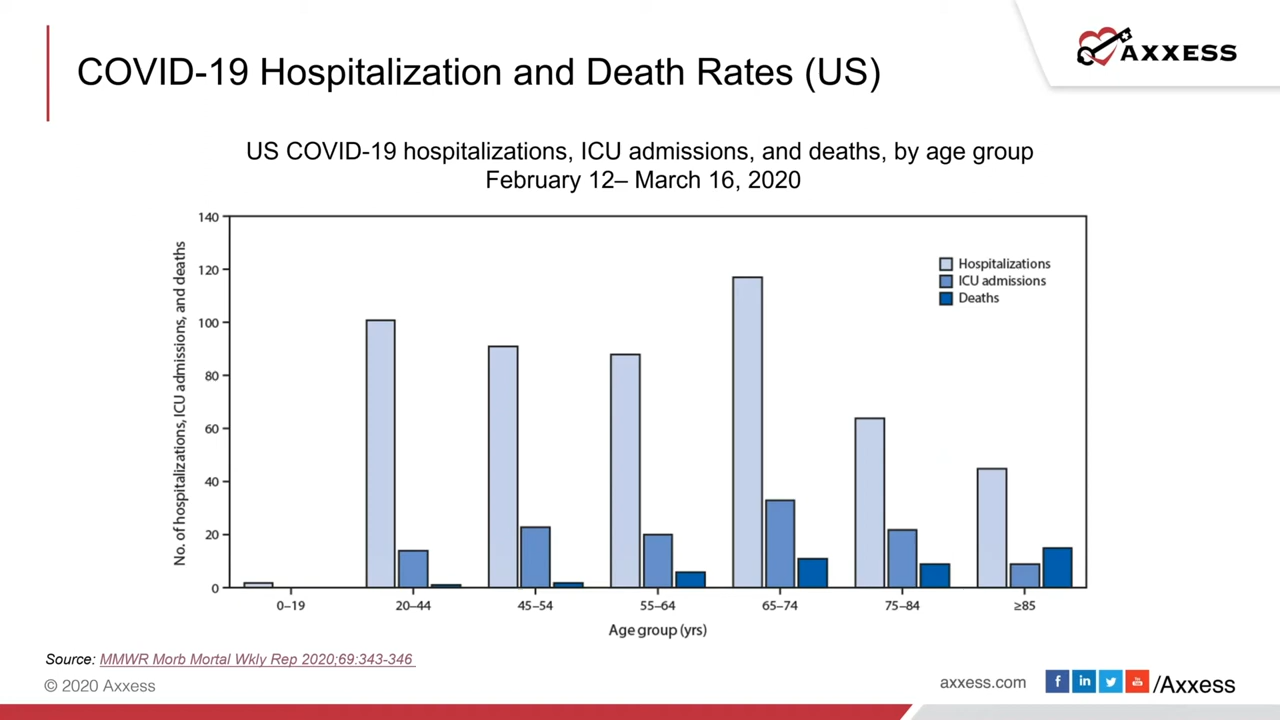 AXXESS
COVID-19 Hospitalization and Death Rates (US)
US COVID-19 hospitalizations, ICU admissions, and deaths, by age group
February 12– March 16, 2020
No. of hospitalizations, ICU admissions, and deaths
140
120
100
80
60
40
20
0
Hospitalizations
ICU admissions
Deaths
0–19 20–44 45–54 55–64 65–74 75–84 ≥85
Age group (yrs)
Source: MMWR Morb Mortal Wkly Rep 2020;69:343-346
© 2020 Axxess
axxess.com f in You Tube /Axxess